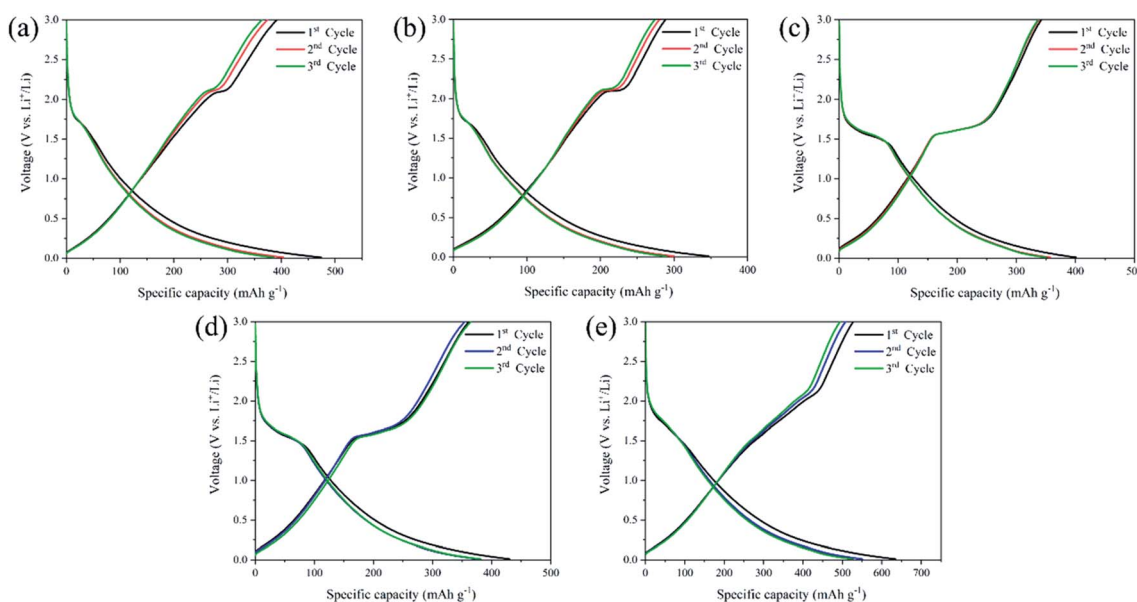 (a)
3.0
2.5
2.0
1.5
1.0
0.5
0.0
Voltage (V vs. Li⁺/Li)
1ˢᵗ Cycle
2ⁿᵈ Cycle
3ʳᵈ Cycle
0 100 200 300 400 500
Specific capacity (mAh g⁻¹)
(b)
3.0
2.5
2.0
1.5
1.0
0.5
0.0
Voltage (V vs. Li⁺/Li)
1ˢᵗ Cycle
2ⁿᵈ Cycle
3ʳᵈ Cycle
0 100 200 300 400
Specific capacity (mAh g⁻¹)
(c)
3.0
2.5
2.0
1.5
1.0
0.5
0.0
Voltage (V vs. Li⁺/Li)
1ˢᵗ Cycle
2ⁿᵈ Cycle
3ʳᵈ Cycle
0 100 200 300 400 500
Specific capacity (mAh g⁻¹)
(d)
3.0
2.5
2.0
1.5
1.0
0.5
0.0
Voltage (V vs. Li⁺/Li)
1ˢᵗ Cycle
2ⁿᵈ Cycle
3ʳᵈ Cycle
0 100 200 300 400 500
Specific capacity (mAh g⁻¹)
(e)
3.0
2.5
2.0
1.5
1.0
0.5
0.0
Voltage (V vs. Li⁺/Li)
1ˢᵗ Cycle
2ⁿᵈ Cycle
3ʳᵈ Cycle
0 100 200 300 400 500 600 700
Specific capacity (mAh g⁻¹)